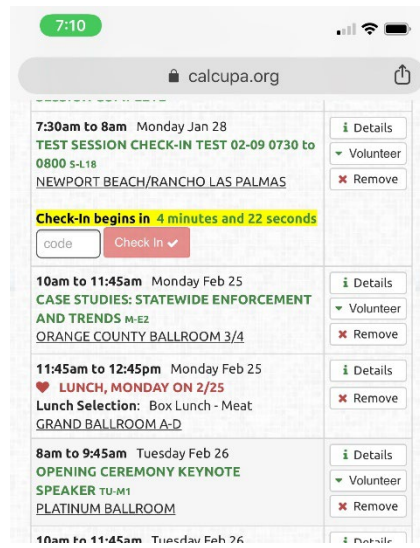 7:10
calcupa.org
7:30am to 8am Monday Jan 28
TEST SESSION CHECK-IN TEST 02-09 0730 to
0800 S-L18
NEWPORT BEACH/RANCHO LAS PALMAS
i Details
Volunteer
Remove
Check-In begins in 4 minutes and 22 seconds
code
Check In ✓
10am to 11:45am Monday Feb 25
CASE STUDIES: STATEWIDE ENFORCEMENT
AND TRENDS M-E2
ORANGE COUNTY BALLROOM 3/4
i Details
Volunteer
Remove
11:45am to 12:45pm Monday Feb 25
LUNCH, MONDAY ON 2/25
Lunch Selection: Box Lunch - Meat
GRAND BALLROOM A-D
i Details
Remove
8am to 9:45am Tuesday Feb 26
OPENING CEREMONY KEYNOTE
SPEAKER TU-M1
PLATINUM BALLROOM
i Details
Volunteer
Remove
10am to 11:45am Tuesday Feb 26
i Details